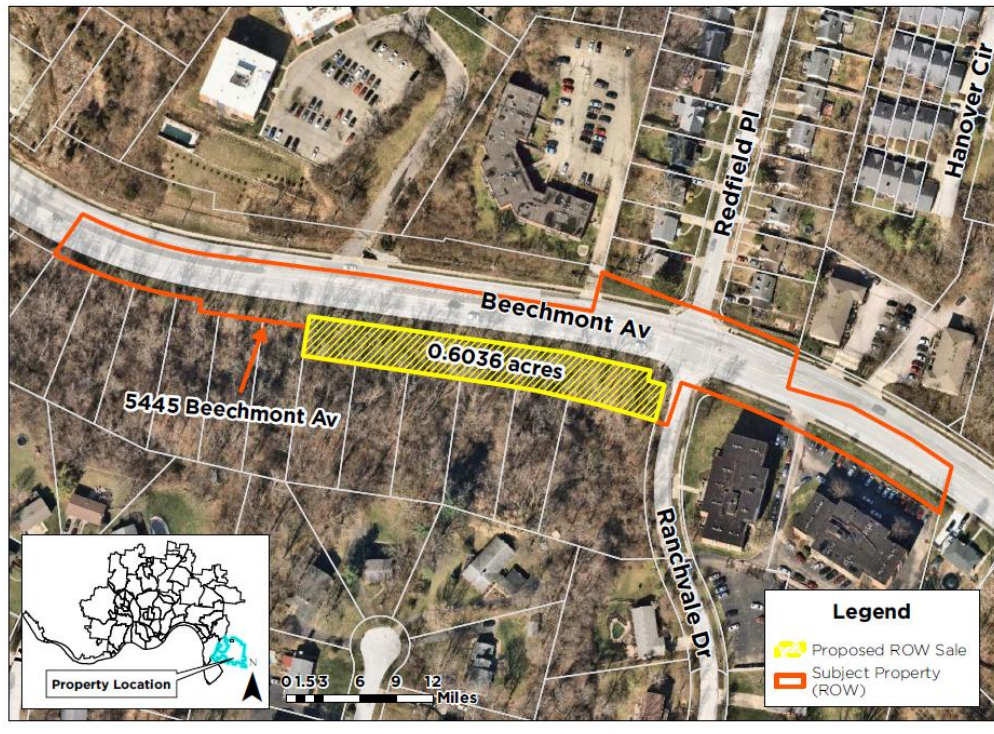 Hanover Cir
Redfield Pl
Beechmont Av
0.6036 acres
5445 Beechmont Av
Ranchvale Dr
Property Location
N
0 1.5 3 6 9 12
Miles
Legend
Proposed ROW Sale
Subject Property
(ROW)